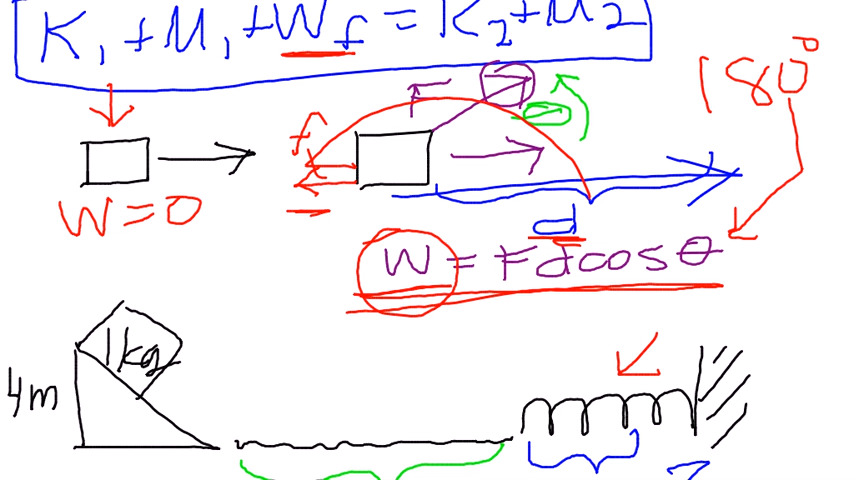 K₁ + U₁ + W_f = K₂ + U₂
180°
F
θ
f
W = 0
d
W = Fdcosθ
1kg
4m